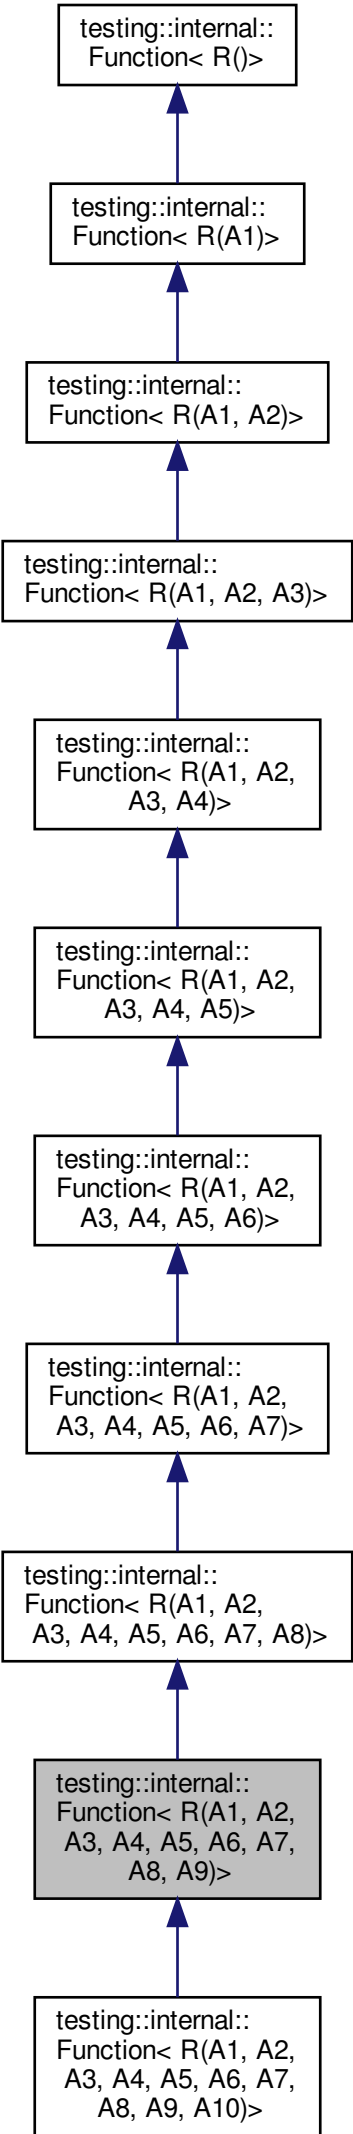 testing::internal::
Function< R()>
testing::internal::
Function< R(A1)>
testing::internal::
Function< R(A1, A2)>
testing::internal::
Function< R(A1, A2, A3)>
testing::internal::
Function< R(A1, A2,
A3, A4)>
testing::internal::
Function< R(A1, A2,
A3, A4, A5)>
testing::internal::
Function< R(A1, A2,
A3, A4, A5, A6)>
testing::internal::
Function< R(A1, A2,
A3, A4, A5, A6, A7)>
testing::internal::
Function< R(A1, A2,
A3, A4, A5, A6, A7, A8)>
testing::internal::
Function< R(A1, A2,
A3, A4, A5, A6, A7,
A8, A9)>
testing::internal::
Function< R(A1, A2,
A3, A4, A5, A6, A7,
A8, A9, A10)>